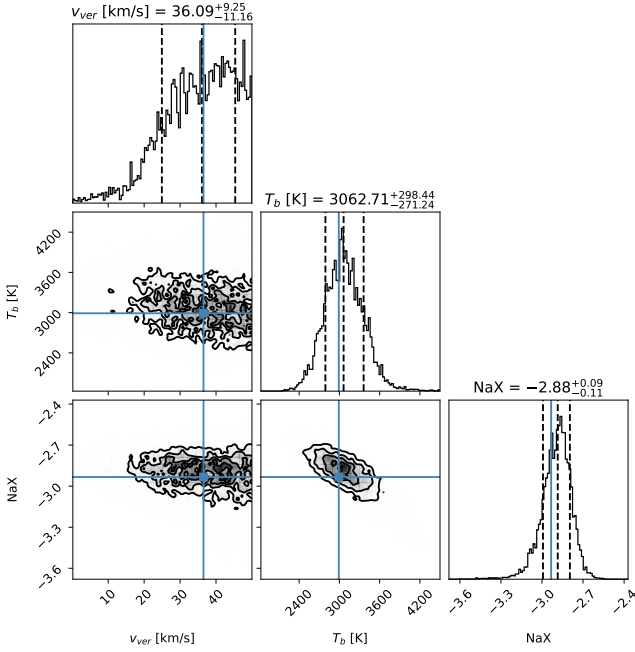 v_ver [km/s] = 36.09 +9.25 −11.16
T_b [K] = 3062.71 +298.44 −271.24
4200
3600
3000
2400
T_b [K]
NaX = −2.88 +0.09 −0.11
−2.4
−2.7
−3.0
−3.3
−3.6
NaX
10 20 30 40
2400 3000 3600 4200
−3.6 −3.3 −3.0 −2.7 −2.4
v_ver [km/s]
T_b [K]
NaX